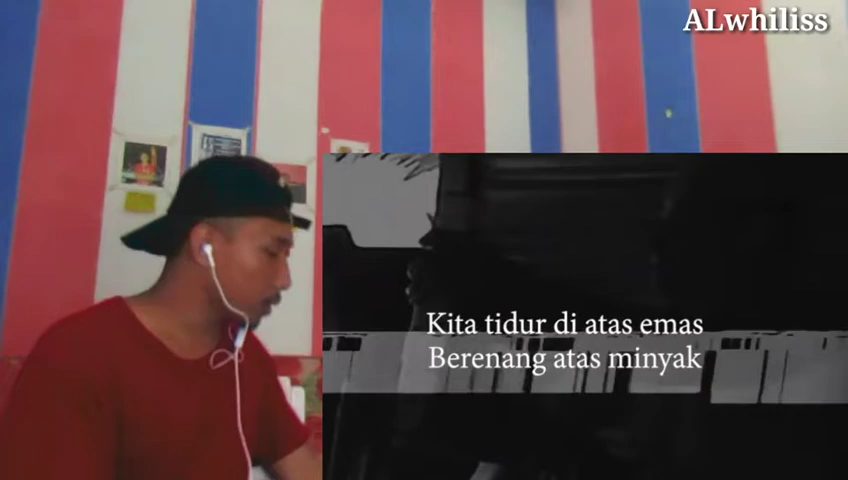 ALwhiliss
Kita tidur di atas emas
Berenang atas minyak